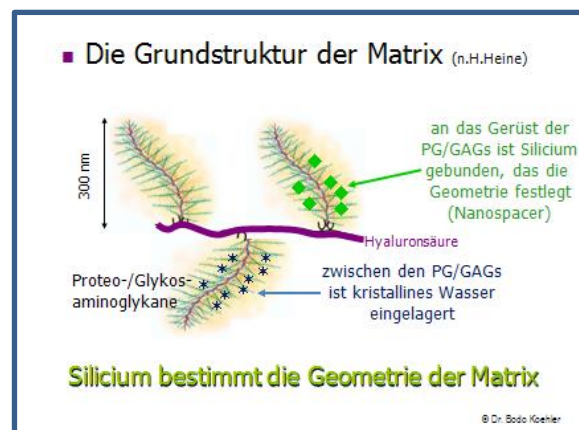 Die Grundstruktur der Matrix (n.H.Heine)
300 nm
an das Gerüst der
PG/GAGs ist Silicium
gebunden, das die
Geometrie festlegt
(Nanospacer)
Hyaluronsäure
Proteo-/Glykos-
aminoglykane
zwischen den PG/GAGs
ist kristallines Wasser
eingelagert
Silicium bestimmt die Geometrie der Matrix
© Dr. Bodo Koehler